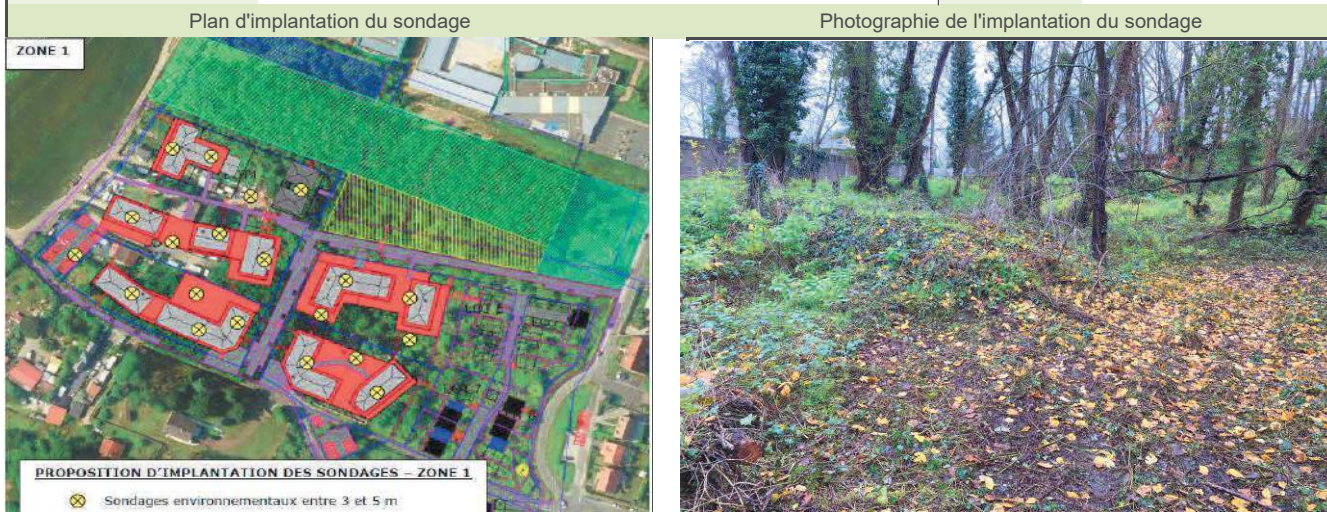 Plan d'implantation du sondage
Photographie de l'implantation du sondage
ZONE 1
PROPOSITION D'IMPLANTATION DES SONDAGES – ZONE 1
Sondages environnementaux entre 3 et 5 m